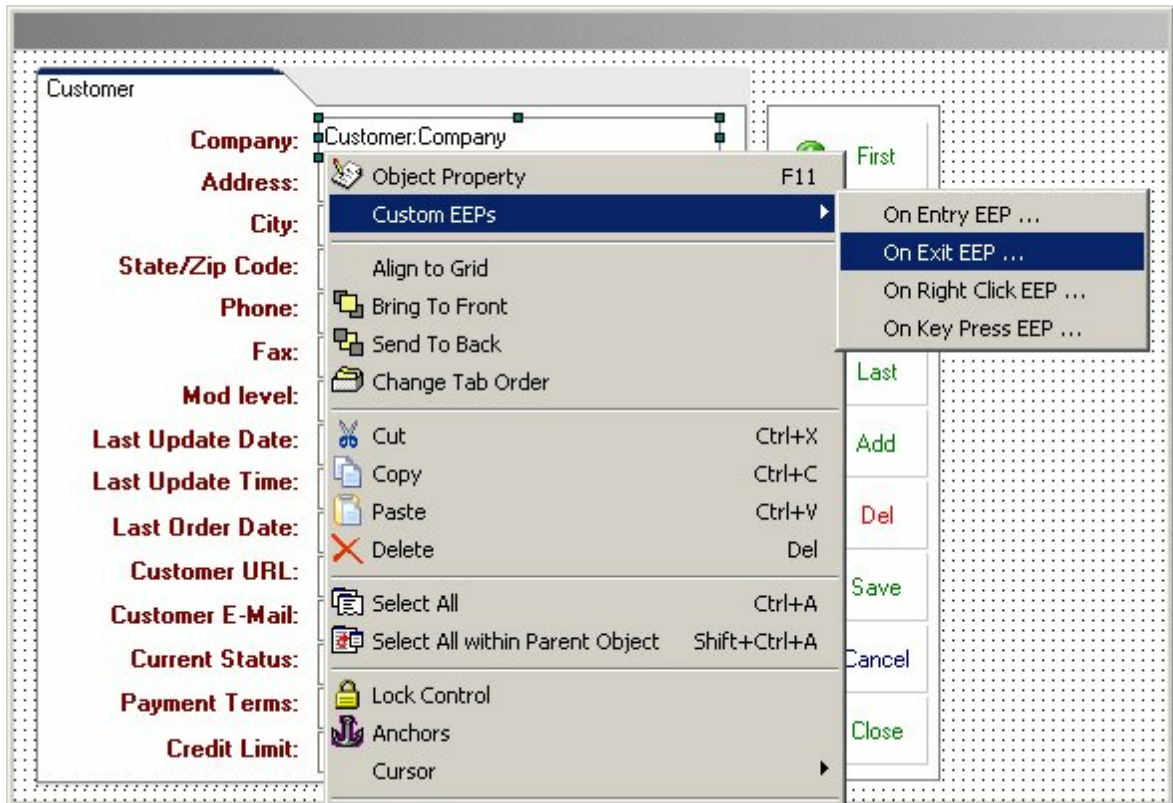 Customer
Company:
Customer:Company
Address:
City:
State/Zip Code:
Phone:
Fax:
Mod level:
Last Update Date:
Last Update Time:
Last Order Date:
Customer URL:
Customer E-Mail:
Current Status:
Payment Terms:
Credit Limit:
Object Property F11
Custom EEPs
Align to Grid
Bring To Front
Send To Back
Change Tab Order
Cut Ctrl+X
Copy Ctrl+C
Paste Ctrl+V
Delete Del
Select All Ctrl+A
Select All within Parent Object Shift+Ctrl+A
Lock Control
Anchors
Cursor
On Entry EEP ...
On Exit EEP ...
On Right Click EEP ...
On Key Press EEP ...
First
Last
Add
Del
Save
Cancel
Close